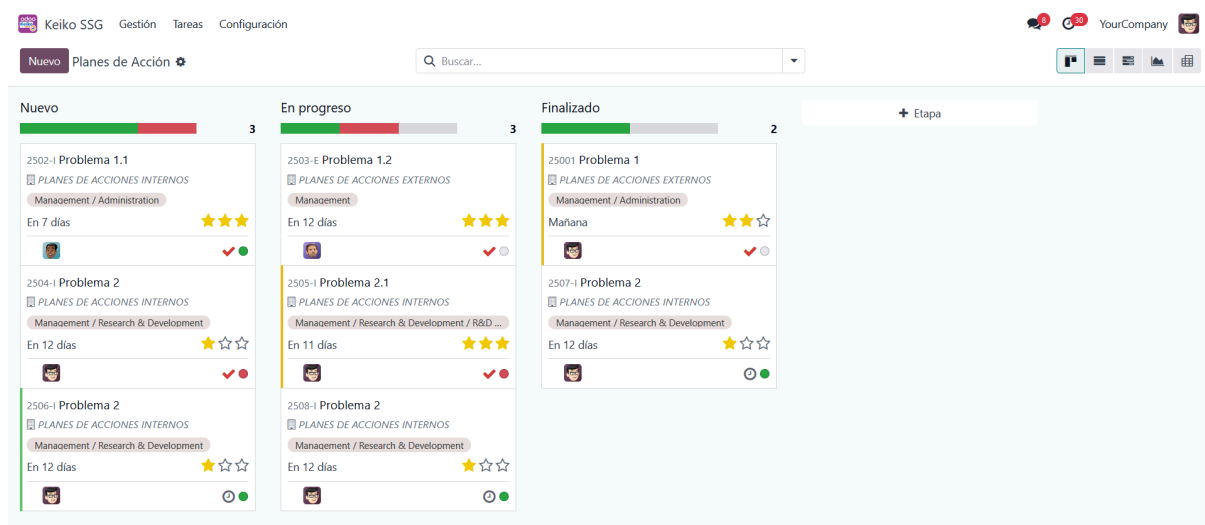 Keiko SSG Gestión Tareas Configuración 8 30 YourCompany
Nuevo Planes de Acción Buscar...
Nuevo
3
2502-I Problema 1.1
PLANES DE ACCIONES INTERNOS
Management / Administration
En 7 días
2504-I Problema 2
PLANES DE ACCIONES INTERNOS
Management / Research & Development
En 12 días
2506-I Problema 2
PLANES DE ACCIONES INTERNOS
Management / Research & Development
En 12 días
En progreso
3
2503-E Problema 1.2
PLANES DE ACCIONES EXTERNOS
Management
En 12 días
2505-I Problema 2.1
PLANES DE ACCIONES INTERNOS
Management / Research & Development / R&D ...
En 11 días
2508-I Problema 2
PLANES DE ACCIONES INTERNOS
Management / Research & Development
En 12 días
Finalizado
2
25001 Problema 1
PLANES DE ACCIONES EXTERNOS
Management / Administration
Mañana
2507-I Problema 2
PLANES DE ACCIONES INTERNOS
Management / Research & Development
En 12 días
+ Etapa